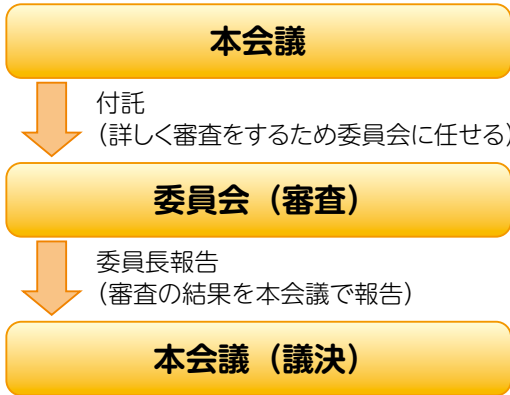 本会議
付託
（詳しく審査をするため委員会に任せる）
委員会（審査）
委員長報告
（審査の結果を本会議で報告）
本会議（議決）